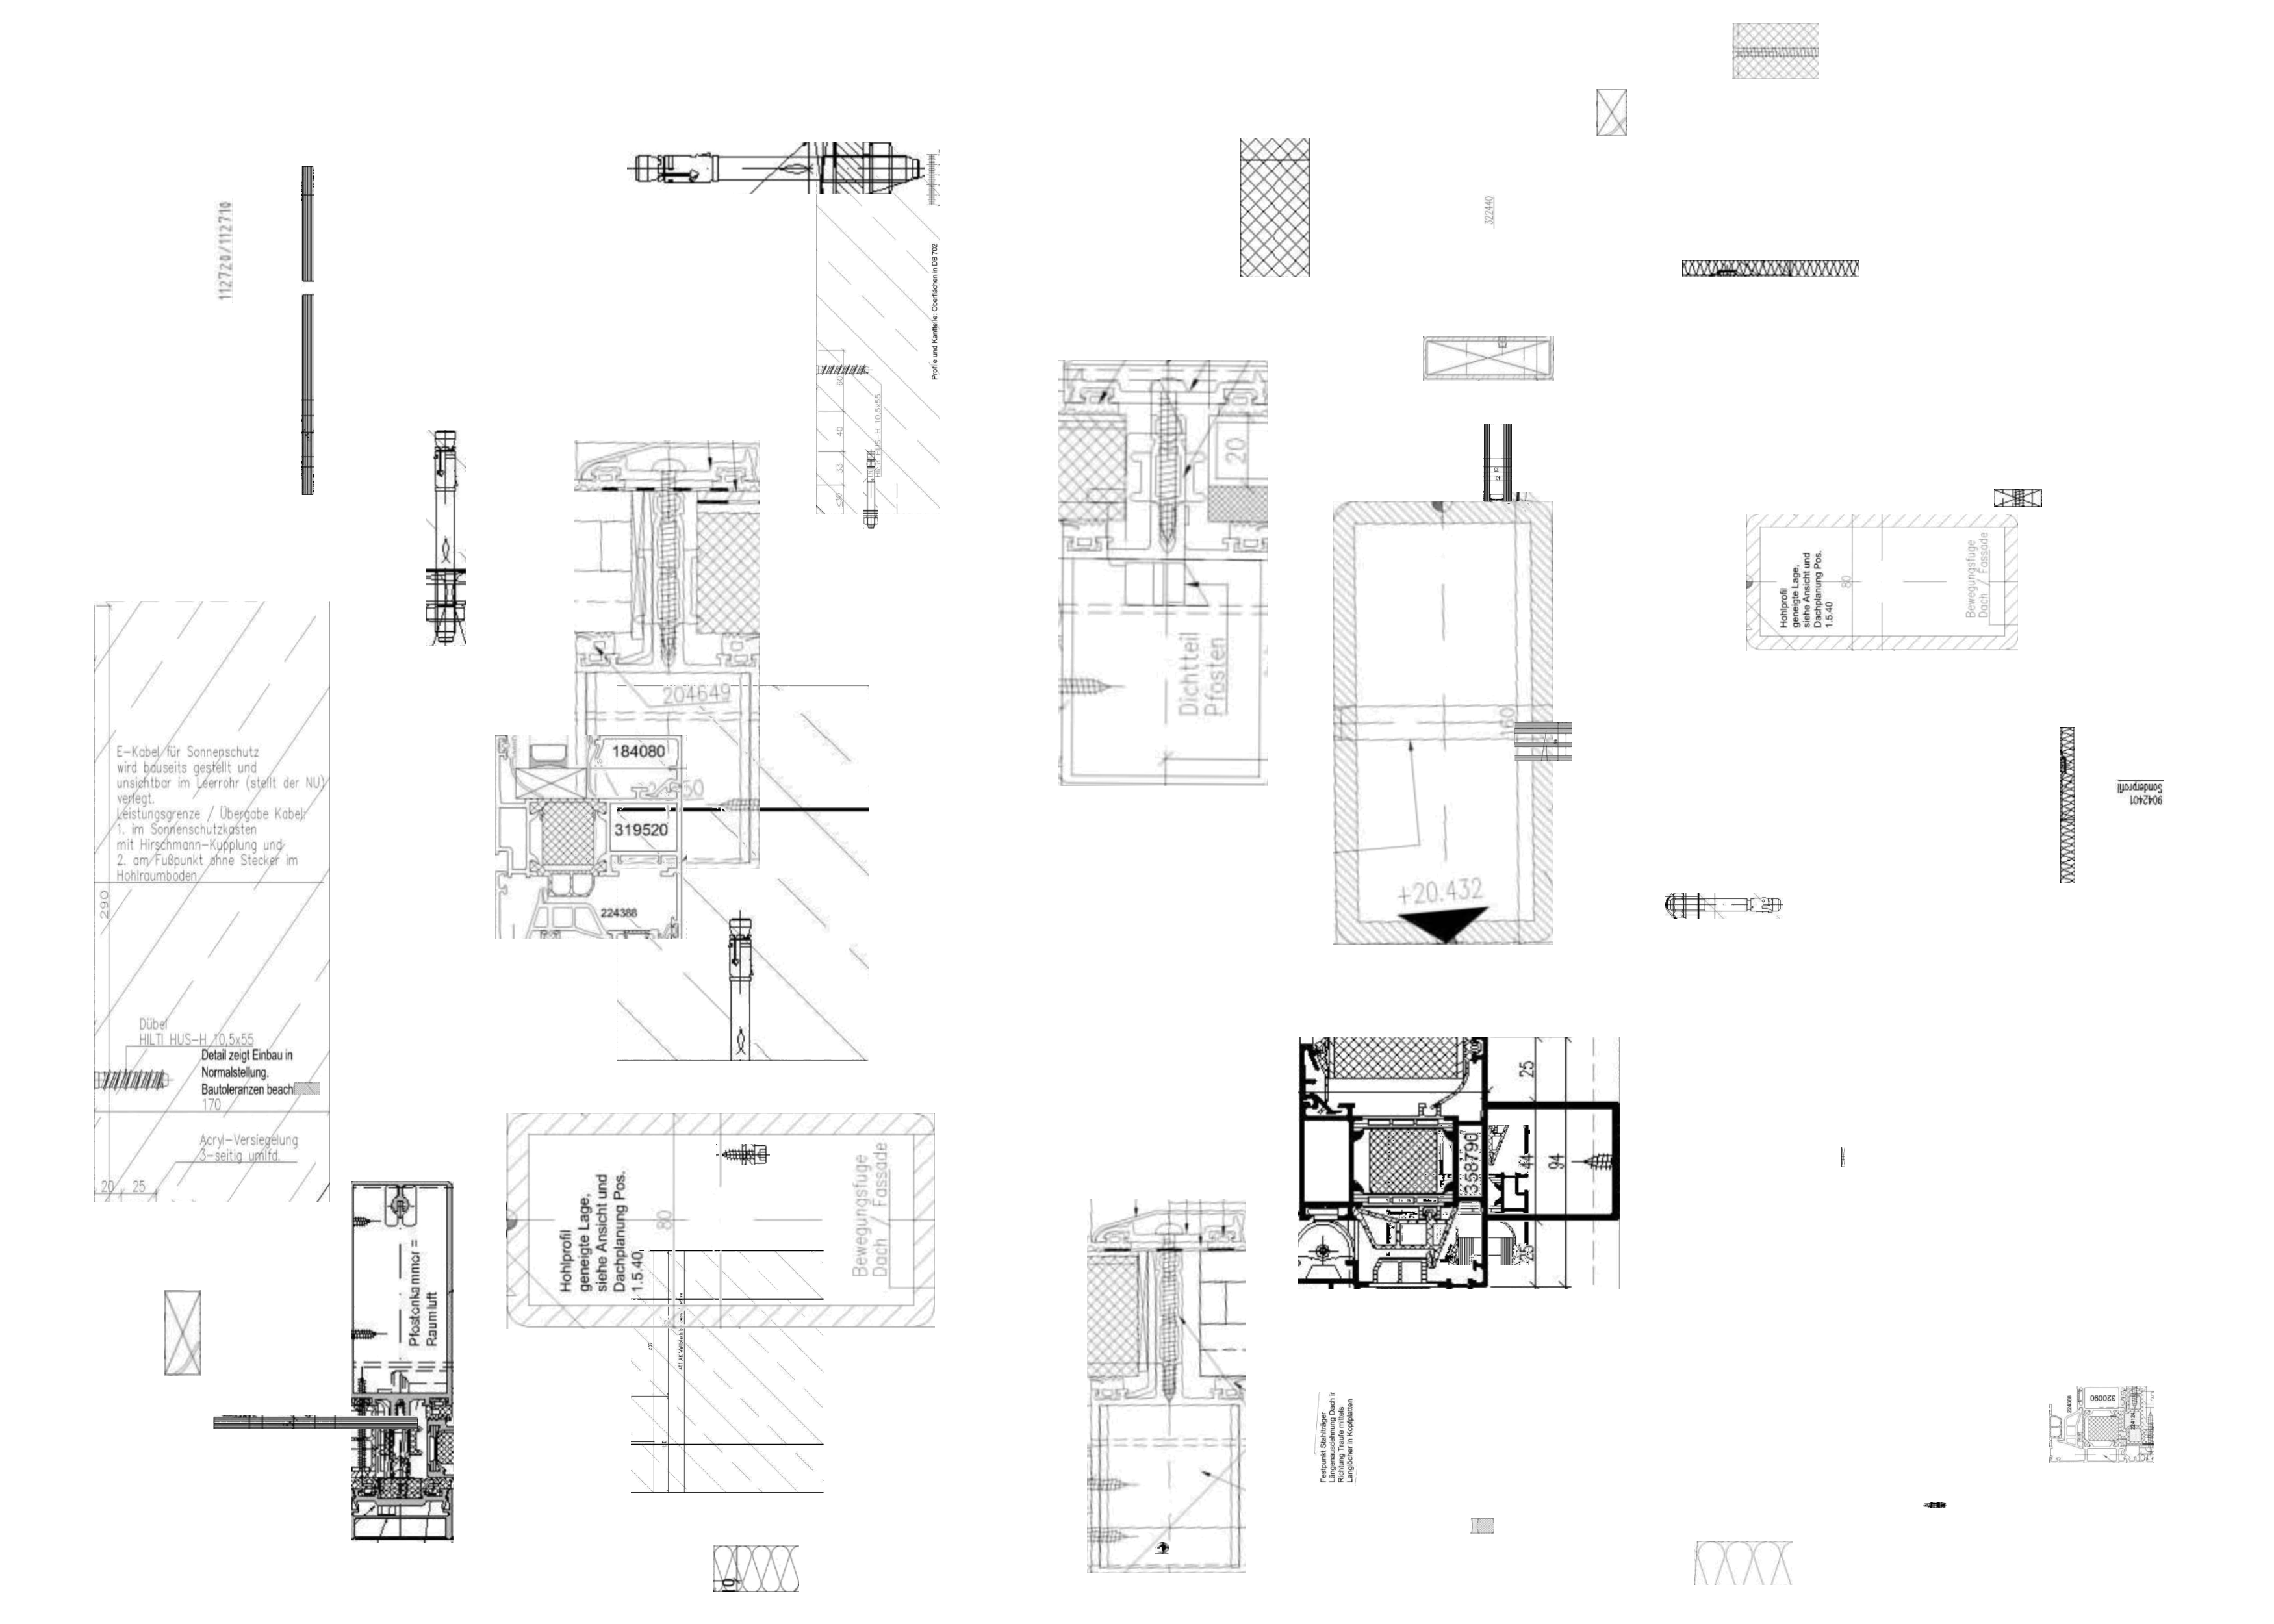 112720/112710
Profile und Kantteile: Oberflächen in DB 702
60
40
33
HUS-H 10,5x55
322440
20
Dichtteil
Pfosten
204649
184080
319520
224388
160
+20.432
Hohlprofil
geneigte Lage,
siehe Ansicht und
Dachplanung Pos.
1.5.40
80
Bewegungsfuge
Dach / Fassade
9042401
Sonderprofil
E-Kabel für Sonnenschutz
wird bauseits gestellt und
unsichtbar im Leerrohr (stellt der NU)
verlegt.
Leistungsgrenze / Übergabe Kabel:
1. im Sonnenschutzkasten
mit Hirschmann-Kupplung und
2. am Fußpunkt ohne Stecker im
Hohlraumboden
290
Dübel
HILTI HUS-H 10,5x55
Detail zeigt Einbau in
Normalstellung.
Bautoleranzen beach
170
Acryl-Versiegelung
3-seitig umlfd.
20
25
Pfostenkammer =
Raumluft
Hohlprofil
geneigte Lage,
siehe Ansicht und
Dachplanung Pos.
1.5.40
80
Bewegungsfuge
Dach / Fassade
25
358790
44
94
25
Festpunkt Stahlträger
Längenausdehnung Dach ir
Richtung Traufe mittels
Langlöcher in Kopfplatten
224388
320090